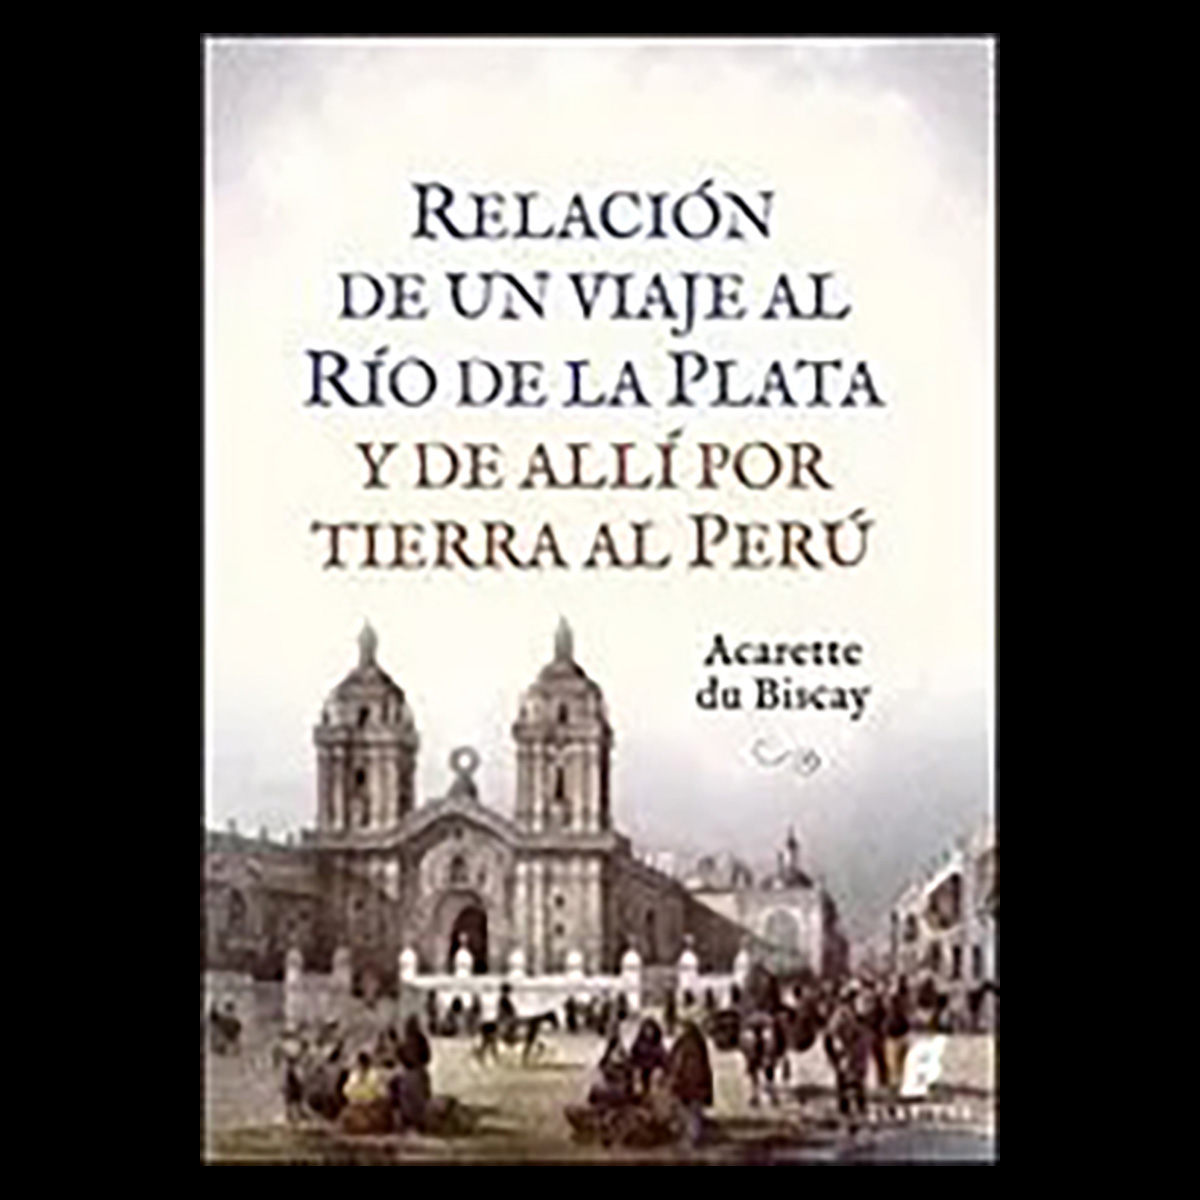 RELACIÓN
DE UN VIAJE AL
RÍO DE LA PLATA
Y DE ALLÍ POR
TIERRA AL PERÚ
Acarette
du Biscay